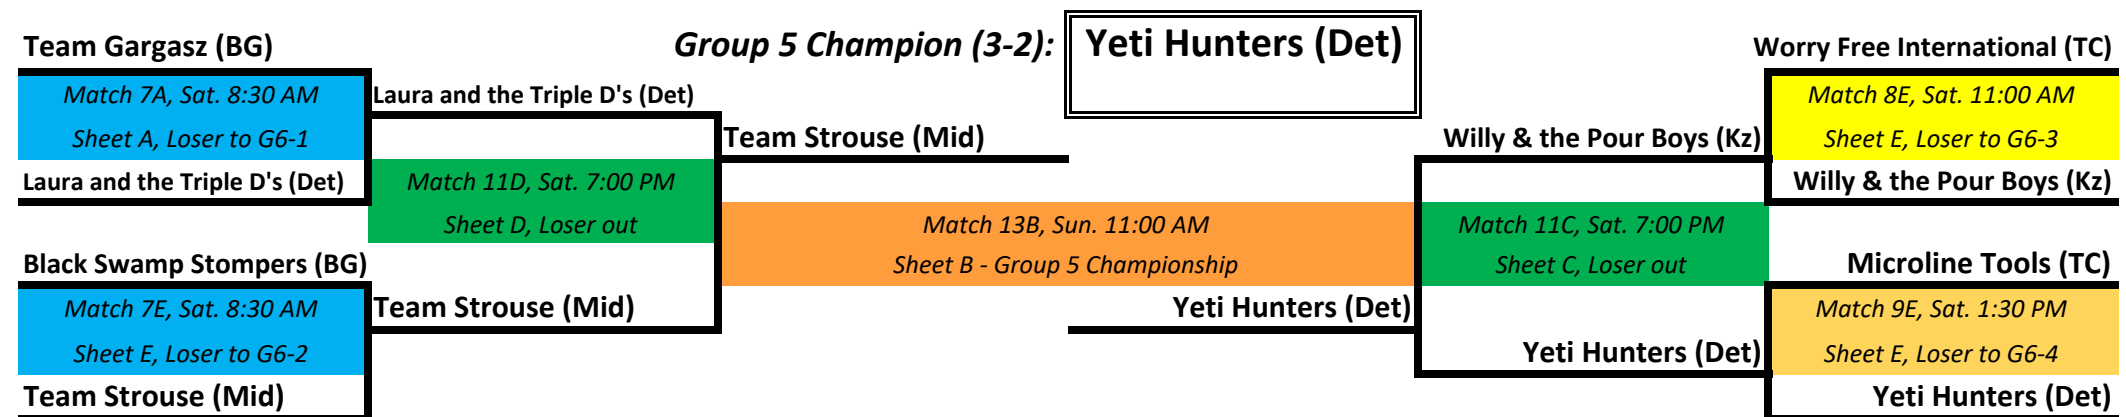 Team Gargasz (BG)
Group 5 Champion (3-2): Yeti Hunters (Det)
Worry Free International (TC)
Match 7A, Sat. 8:30 AM
Laura and the Triple D's (Det)
Match 8E, Sat. 11:00 AM
Sheet A, Loser to G6-1
Team Strouse (Mid)
Willy & the Pour Boys (Kz)
Sheet E, Loser to G6-3
Laura and the Triple D's (Det)
Match 11D, Sat. 7:00 PM
Willy & the Pour Boys (Kz)
Sheet D, Loser out
Match 13B, Sun. 11:00 AM
Match 11C, Sat. 7:00 PM
Black Swamp Stompers (BG)
Sheet B - Group 5 Championship
Sheet C, Loser out
Microline Tools (TC)
Match 7E, Sat. 8:30 AM
Team Strouse (Mid)
Yeti Hunters (Det)
Match 9E, Sat. 1:30 PM
Sheet E, Loser to G6-2
Yeti Hunters (Det)
Sheet E, Loser to G6-4
Team Strouse (Mid)
Yeti Hunters (Det)